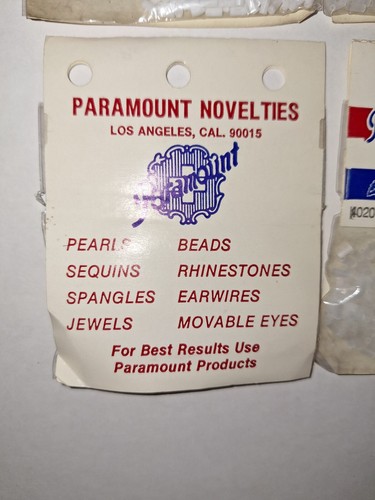 PARAMOUNT NOVELTIES
LOS ANGELES, CAL. 90015
Paramount
PEARLS BEADS
SEQUINS RHINESTONES
SPANGLES EARWIRES
JEWELS MOVABLE EYES
For Best Results Use
Paramount Products